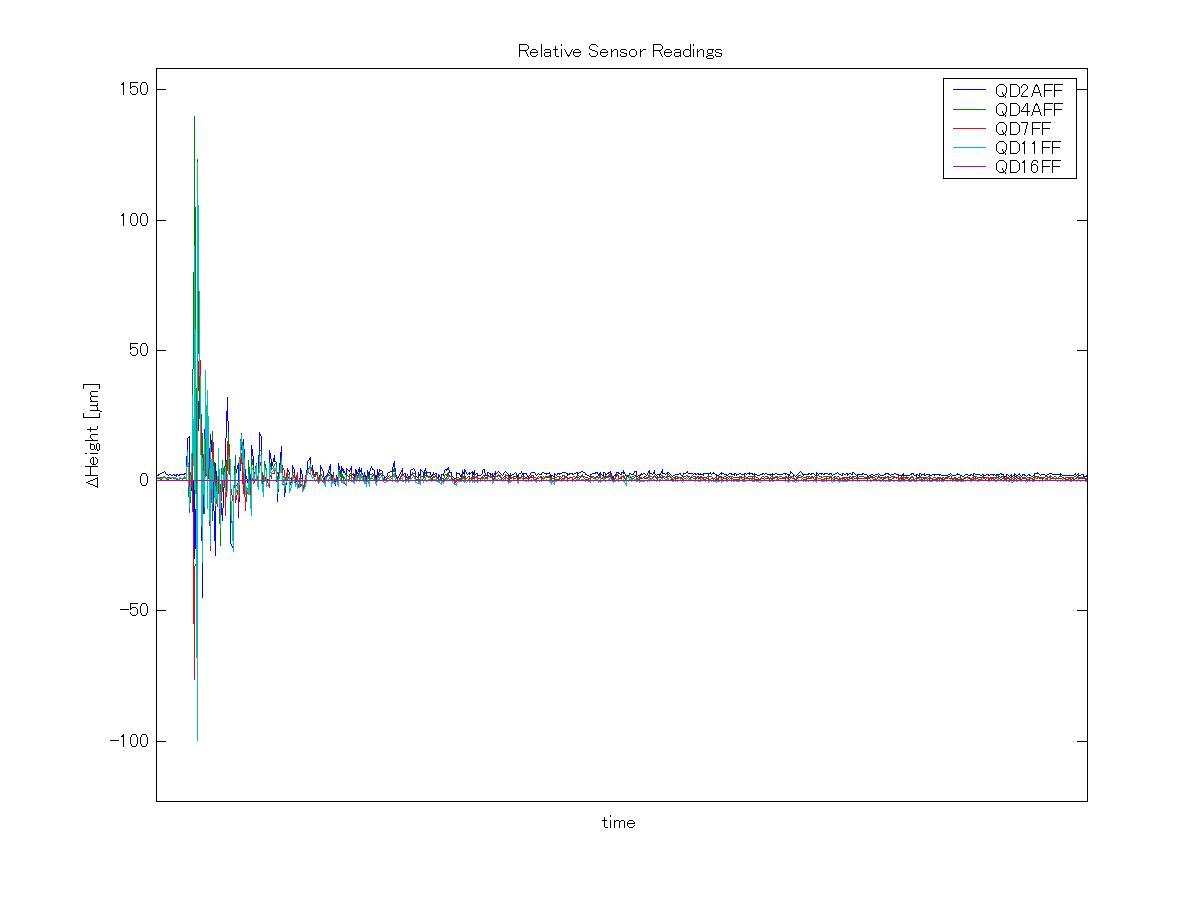 Relative Sensor Readings
150
100
50
0
-50
-100
ΔHeight [μm]
time
QD2AFF
QD4AFF
QD7FF
QD11FF
QD16FF